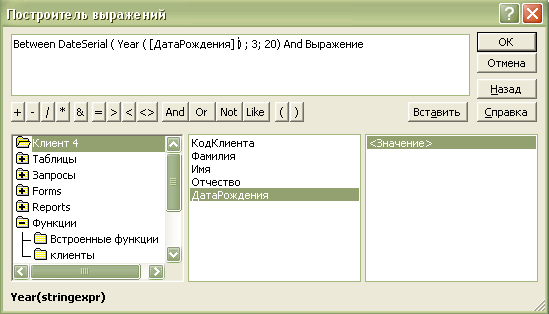 Построитель выражений
Between DateSerial ( Year ( [ДатаРождения] ) ; 3; 20) And Выражение
OK
Отмена
Назад
+ - / * & = > < <> And Or Not Like ( ) Вставить Справка
Клиент 4
Таблицы
Запросы
Forms
Reports
Функции
Встроенные функции
клиенты
КодКлиента
Фамилия
Имя
Отчество
ДатаРождения
<Значение>
Year(stringexpr)